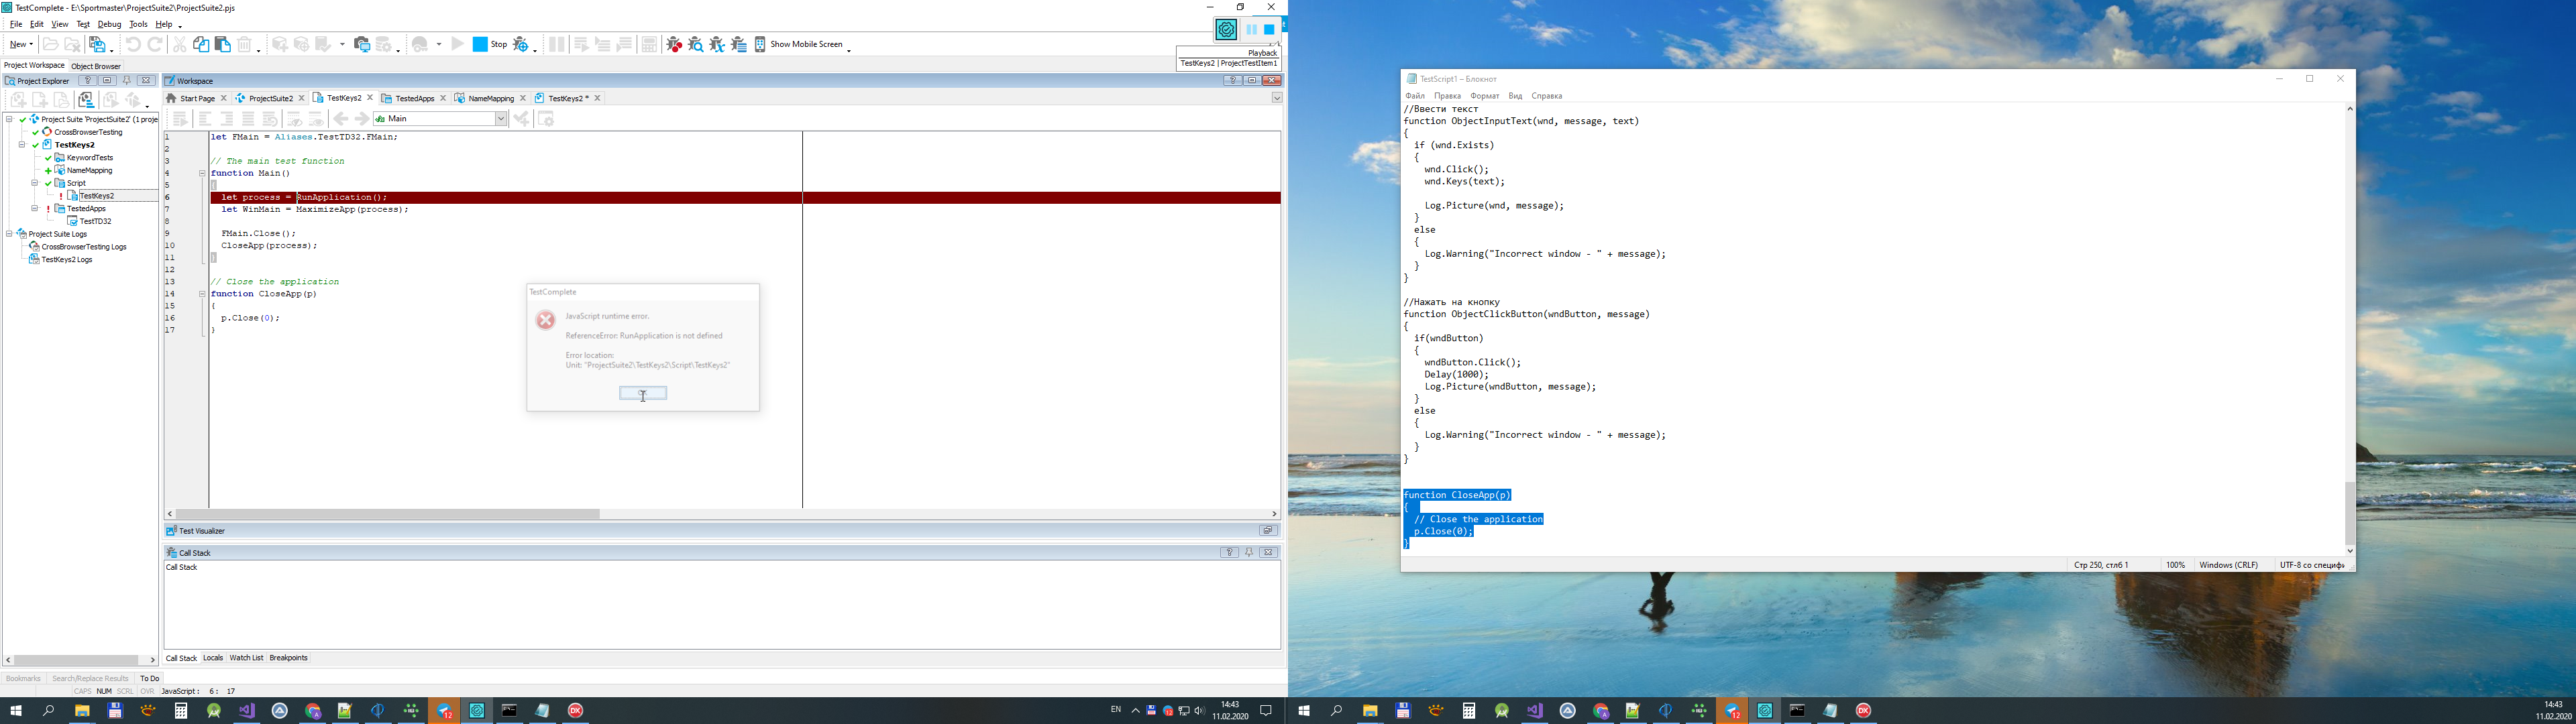 TestComplete - E:\Sportmaster\ProjectSuite2\ProjectSuite2.pjs
File Edit View Test Debug Tools Help
New Stop Show Mobile Screen
Playback
TestKeys2 | ProjectTestItem1
Project Workspace Object Browser
Project Explorer
Project Suite 'ProjectSuite2' (1 proje
CrossBrowserTesting
TestKeys2
KeywordTests
NameMapping
Script
TestKeys2
TestedApps
TestTD32
Project Suite Logs
CrossBrowserTesting Logs
TestKeys2 Logs
Workspace
Start Page ProjectSuite2 TestKeys2 TestedApps NameMapping TestKeys2 *
Main
1 let FMain = Aliases.TestTD32.FMain;
2
3 // The main test function
4 function Main()
5 {
6 let process = RunApplication();
7 let WinMain = MaximizeApp(process);
8
9 FMain.Close();
10 CloseApp(process);
11 }
12
13 // Close the application
14 function CloseApp(p)
15 {
16 p.Close(0);
17 }
TestComplete
JavaScript runtime error.
ReferenceError: RunApplication is not defined
Error location:
Unit: "ProjectSuite2\TestKeys2\Script\TestKeys2"
Test Visualizer
Call Stack
Call Stack
Call Stack Locals Watch List Breakpoints
Bookmarks Search/Replace Results To Do
CAPS NUM SCRL OVR JavaScript : 6 : 17
12
EN 12 14:43
11.02.2020
TestScript1 – Блокнот
Файл Правка Формат Вид Справка
//Ввести текст
function ObjectInputText(wnd, message, text)
{
if (wnd.Exists)
{
wnd.Click();
wnd.Keys(text);
Log.Picture(wnd, message);
}
else
{
Log.Warning("Incorrect window - " + message);
}
}
//Нажать на кнопку
function ObjectClickButton(wndButton, message)
{
if(wndButton)
{
wndButton.Click();
Delay(1000);
Log.Picture(wndButton, message);
}
else
{
Log.Warning("Incorrect window - " + message);
}
}
function CloseApp(p)
{
// Close the application
p.Close(0);
}
Стр 250, стлб 1 100% Windows (CRLF) UTF-8 со специфи
12
14:43
11.02.2020